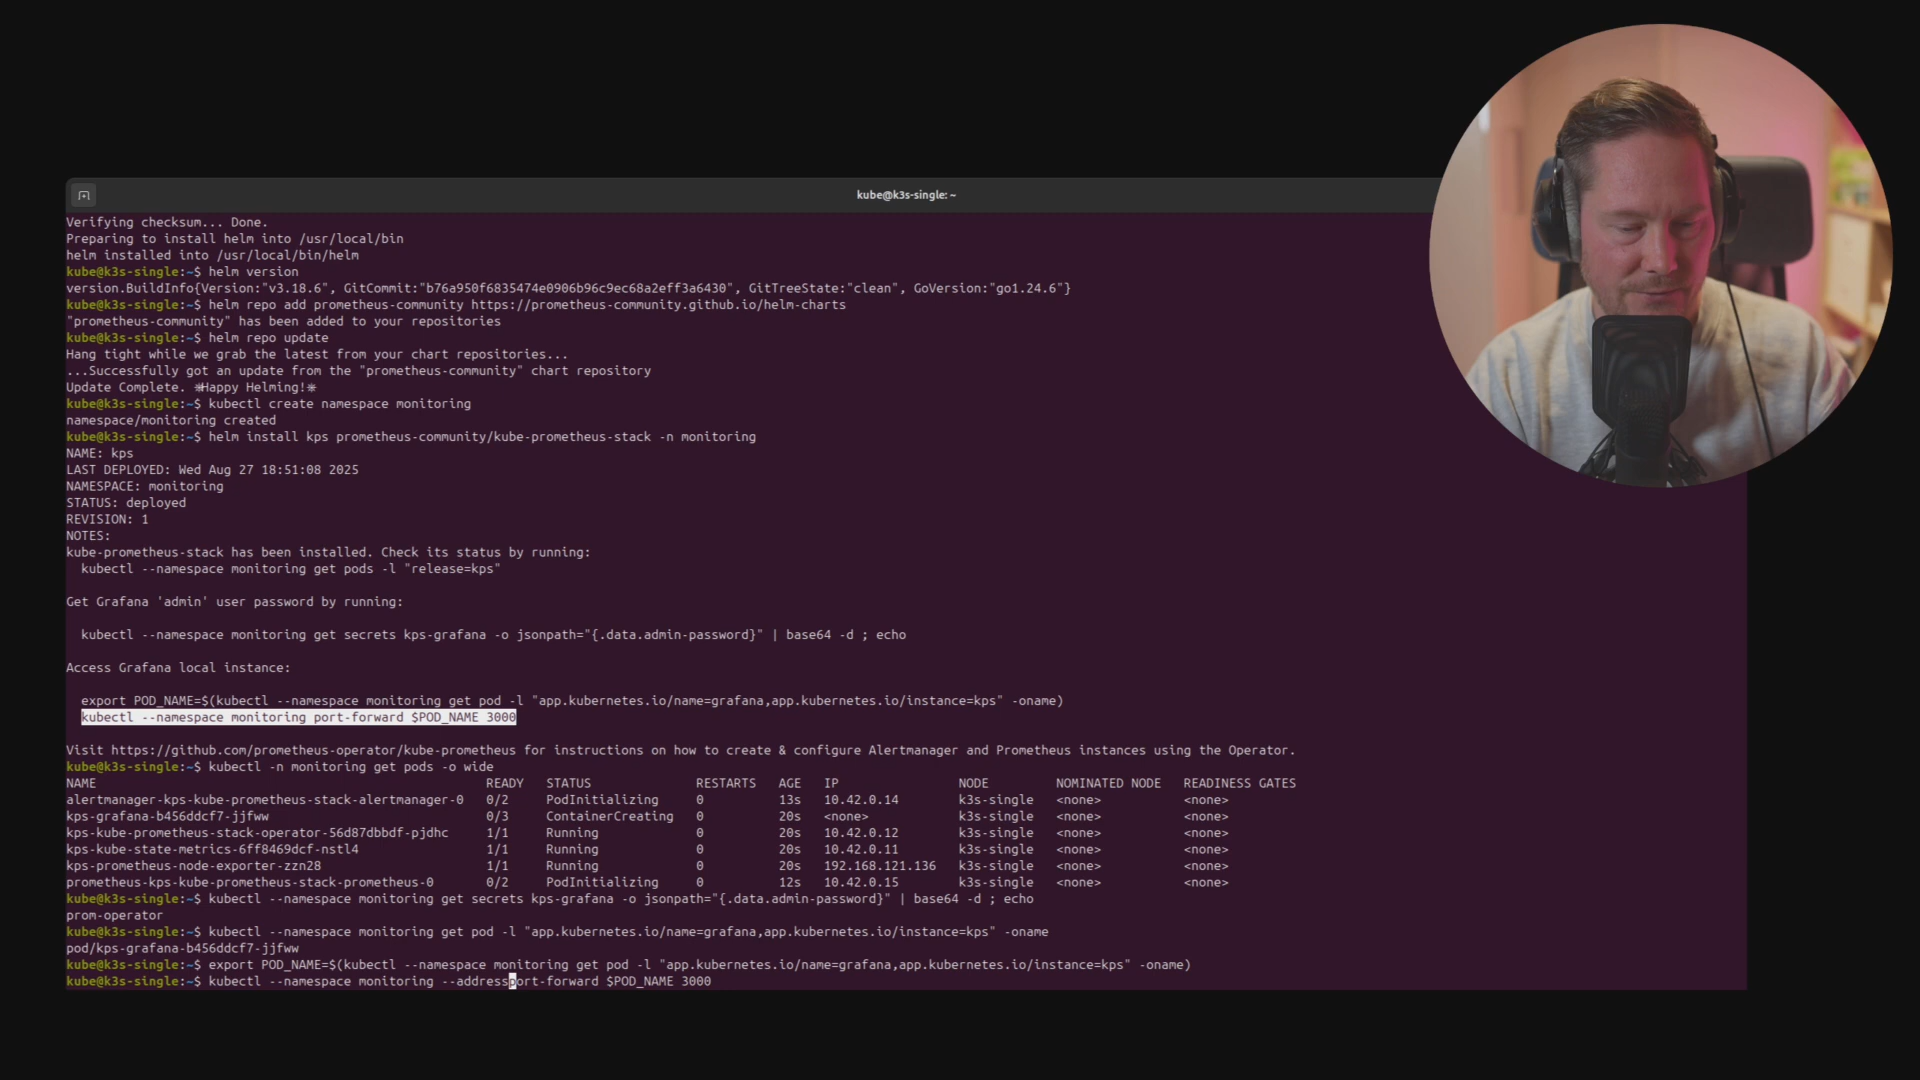 kube@k3s-single: ~
Verifying checksum... Done.
Preparing to install helm into /usr/local/bin
helm installed into /usr/local/bin/helm
kube@k3s-single:~$ helm version
version.BuildInfo{Version:"v3.18.6", GitCommit:"b76a950f6835474e0906b96c9ec68a2eff3a6430", GitTreeState:"clean", GoVersion:"go1.24.6"}
kube@k3s-single:~$ helm repo add prometheus-community https://prometheus-community.github.io/helm-charts
"prometheus-community" has been added to your repositories
kube@k3s-single:~$ helm repo update
Hang tight while we grab the latest from your chart repositories...
...Successfully got an update from the "prometheus-community" chart repository
Update Complete. ⎈Happy Helming!⎈
kube@k3s-single:~$ kubectl create namespace monitoring
namespace/monitoring created
kube@k3s-single:~$ helm install kps prometheus-community/kube-prometheus-stack -n monitoring
NAME: kps
LAST DEPLOYED: Wed Aug 27 18:51:08 2025
NAMESPACE: monitoring
STATUS: deployed
REVISION: 1
NOTES:
kube-prometheus-stack has been installed. Check its status by running:
  kubectl --namespace monitoring get pods -l "release=kps"
Get Grafana 'admin' user password by running:
  kubectl --namespace monitoring get secrets kps-grafana -o jsonpath="{.data.admin-password}" | base64 -d ; echo
Access Grafana local instance:
  export POD_NAME=$(kubectl --namespace monitoring get pod -l "app.kubernetes.io/name=grafana,app.kubernetes.io/instance=kps" -oname)
  kubectl --namespace monitoring port-forward $POD_NAME 3000
Visit https://github.com/prometheus-operator/kube-prometheus for instructions on how to create & configure Alertmanager and Prometheus instances using the Operator.
kube@k3s-single:~$ kubectl -n monitoring get pods -o wide
NAME READY STATUS RESTARTS AGE IP NODE NOMINATED NODE READINESS GATES
alertmanager-kps-kube-prometheus-stack-alertmanager-0 0/2 PodInitializing 0 13s 10.42.0.14 k3s-single <none> <none>
kps-grafana-b456ddcf7-jjfww 0/3 ContainerCreating 0 20s <none> k3s-single <none> <none>
kps-kube-prometheus-stack-operator-56d87dbbdf-pjdhc 1/1 Running 0 20s 10.42.0.12 k3s-single <none> <none>
kps-kube-state-metrics-6ff8469dcf-nstl4 1/1 Running 0 20s 10.42.0.11 k3s-single <none> <none>
kps-prometheus-node-exporter-zzn28 1/1 Running 0 20s 192.168.121.136 k3s-single <none> <none>
prometheus-kps-kube-prometheus-stack-prometheus-0 0/2 PodInitializing 0 12s 10.42.0.15 k3s-single <none> <none>
kube@k3s-single:~$ kubectl --namespace monitoring get secrets kps-grafana -o jsonpath="{.data.admin-password}" | base64 -d ; echo
prom-operator
kube@k3s-single:~$ kubectl --namespace monitoring get pod -l "app.kubernetes.io/name=grafana,app.kubernetes.io/instance=kps" -oname
pod/kps-grafana-b456ddcf7-jjfww
kube@k3s-single:~$ export POD_NAME=$(kubectl --namespace monitoring get pod -l "app.kubernetes.io/name=grafana,app.kubernetes.io/instance=kps" -oname)
kube@k3s-single:~$ kubectl --namespace monitoring --addressport-forward $POD_NAME 3000